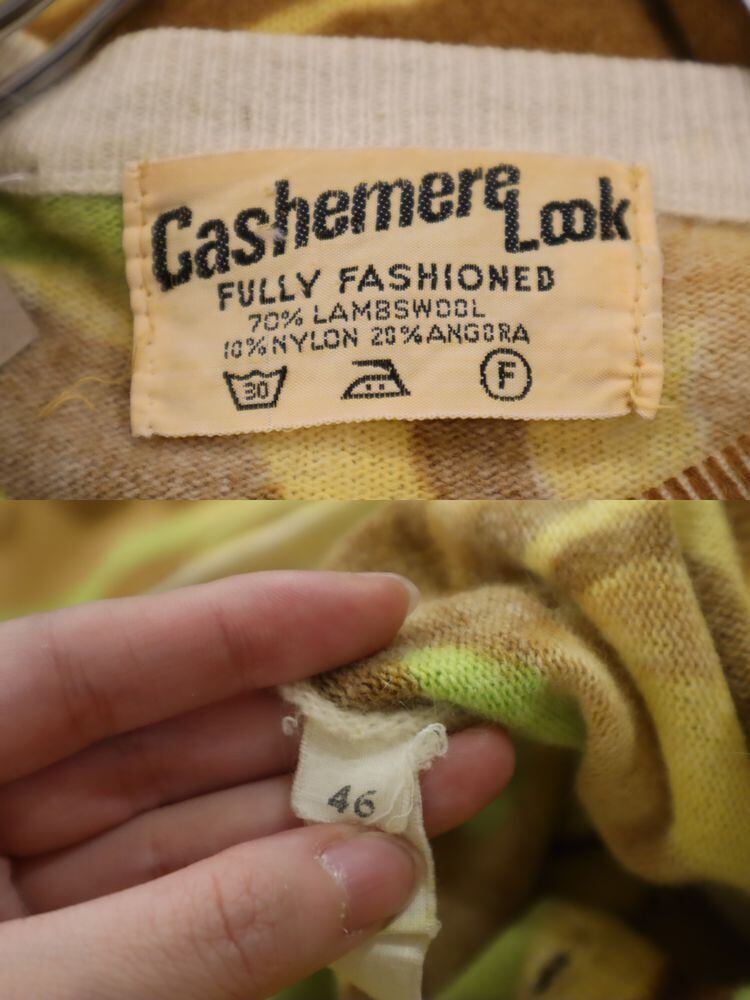 Cashemere Look
FULLY FASHIONED
70% LAMBSWOOL
10% NYLON 20% ANGORA
30 F
46